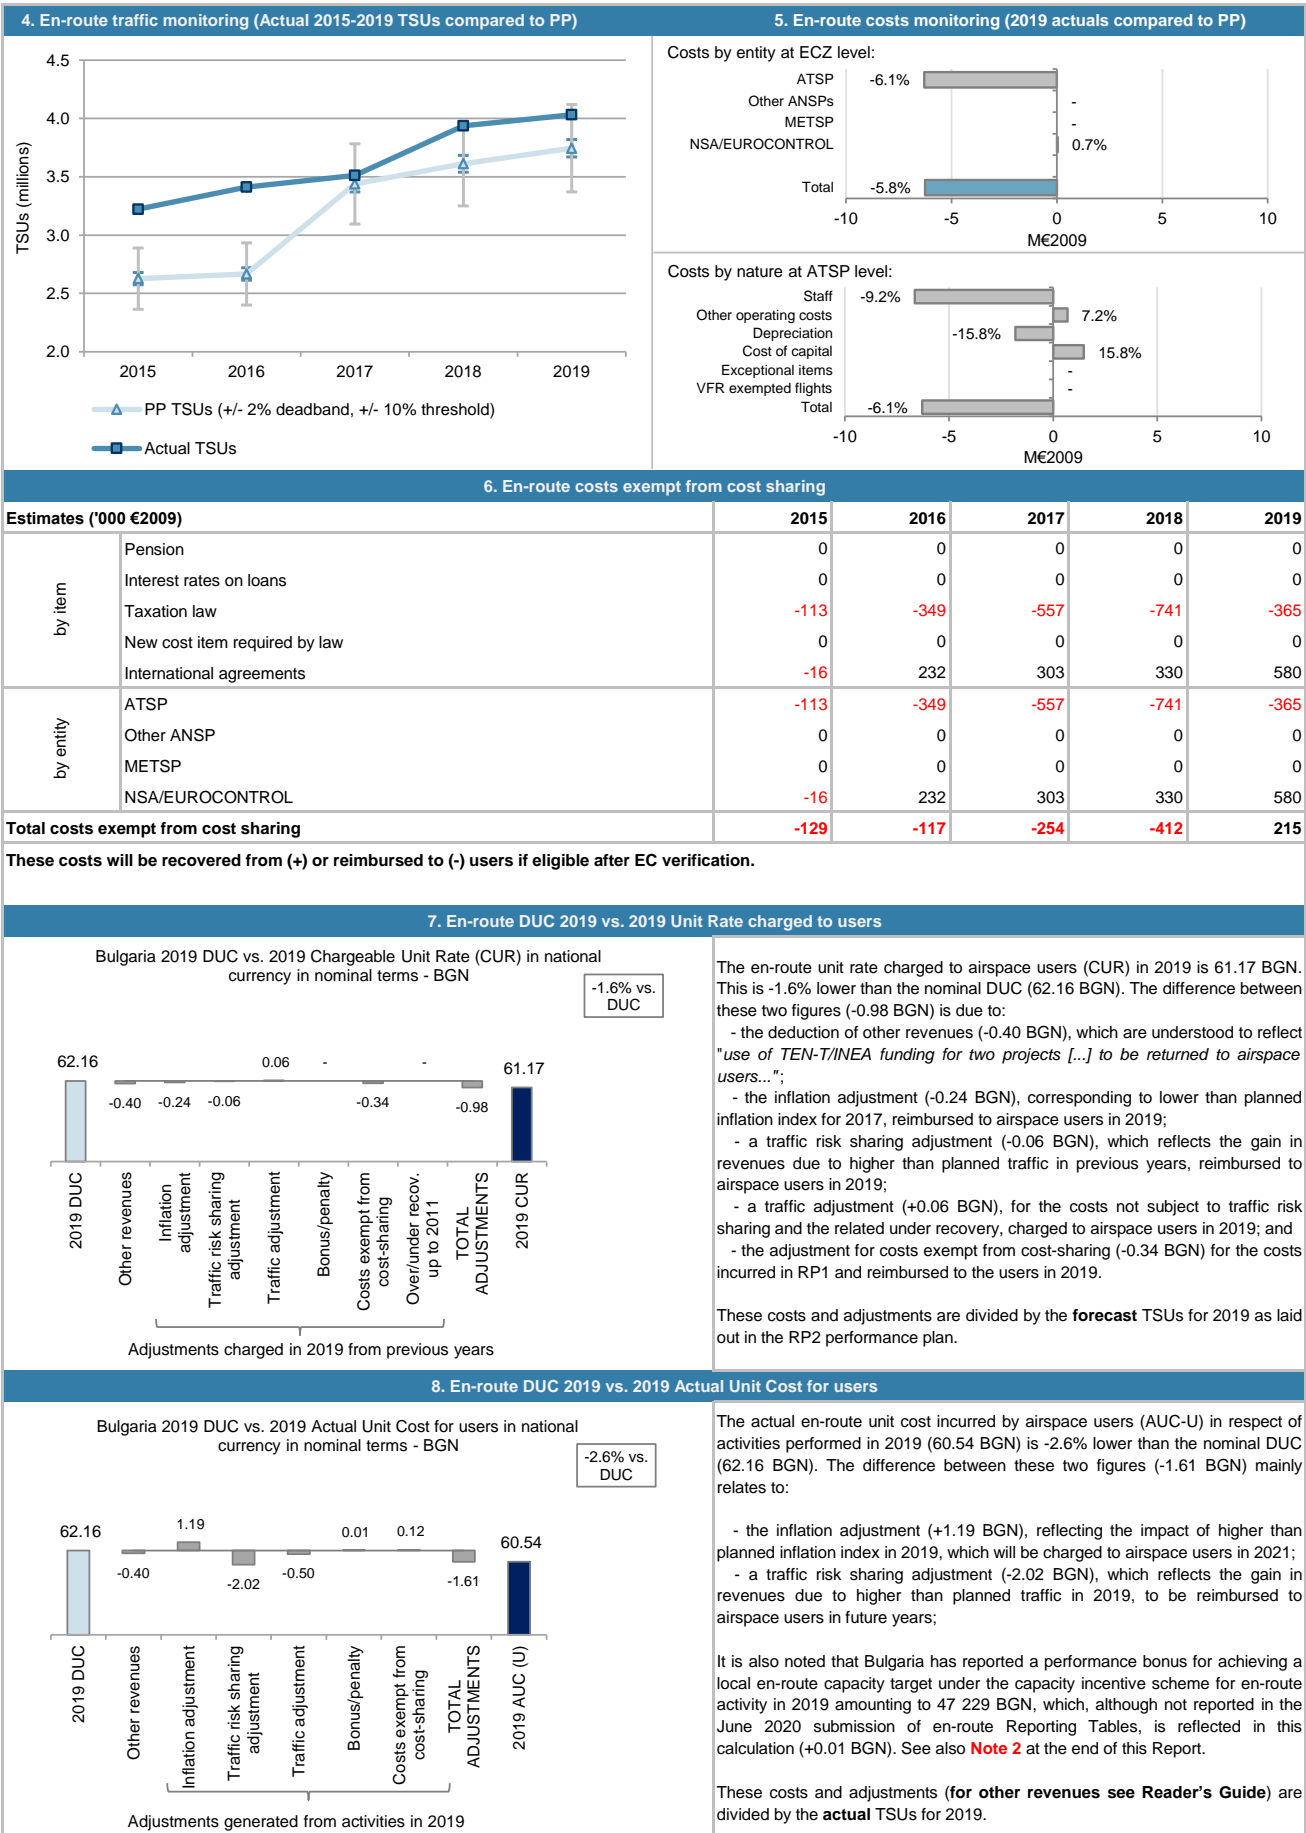 4. En-route traffic monitoring (Actual 2015-2019 TSUs compared to PP)
4.5
4.0
3.5
3.0
2.5
2.0
TSUs (millions)
2015 2016 2017 2018 2019
PP TSUs (+/- 2% deadband, +/- 10% threshold)
Actual TSUs
5. En-route costs monitoring (2019 actuals compared to PP)
Costs by entity at ECZ level:
ATSP -6.1%
Other ANSPs -
METSP -
NSA/EUROCONTROL 0.7%
Total -5.8%
-10 -5 0 5 10
M€2009
Costs by nature at ATSP level:
Staff -9.2%
Other operating costs 7.2%
Depreciation -15.8%
Cost of capital 15.8%
Exceptional items -
VFR exempted flights -
Total -6.1%
-10 -5 0 5 10
M€2009
6. En-route costs exempt from cost sharing
Estimates ('000 €2009) 2015 2016 2017 2018 2019
by item
Pension 0 0 0 0 0
Interest rates on loans 0 0 0 0 0
Taxation law -113 -349 -557 -741 -365
New cost item required by law 0 0 0 0 0
International agreements -16 232 303 330 580
by entity
ATSP -113 -349 -557 -741 -365
Other ANSP 0 0 0 0 0
METSP 0 0 0 0 0
NSA/EUROCONTROL -16 232 303 330 580
Total costs exempt from cost sharing -129 -117 -254 -412 215
These costs will be recovered from (+) or reimbursed to (-) users if eligible after EC verification.
7. En-route DUC 2019 vs. 2019 Unit Rate charged to users
Bulgaria 2019 DUC vs. 2019 Chargeable Unit Rate (CUR) in national
currency in nominal terms - BGN
-1.6% vs.
DUC
62.16 -0.40 -0.24 -0.06 0.06 - -0.34 - -0.98 61.17
2019 DUC
Other revenues
Inflation
adjustment
Traffic risk sharing
adjustment
Traffic adjustment
Bonus/penalty
Costs exempt from
cost-sharing
Over/under recov.
up to 2011
TOTAL
ADJUSTMENTS
2019 CUR
Adjustments charged in 2019 from previous years
The en-route unit rate charged to airspace users (CUR) in 2019 is 61.17 BGN.
This is -1.6% lower than the nominal DUC (62.16 BGN). The difference between
these two figures (-0.98 BGN) is due to:
- the deduction of other revenues (-0.40 BGN), which are understood to reflect
"use of TEN-T/INEA funding for two projects [...] to be returned to airspace
users...";
- the inflation adjustment (-0.24 BGN), corresponding to lower than planned
inflation index for 2017, reimbursed to airspace users in 2019;
- a traffic risk sharing adjustment (-0.06 BGN), which reflects the gain in
revenues due to higher than planned traffic in previous years, reimbursed to
airspace users in 2019;
- a traffic adjustment (+0.06 BGN), for the costs not subject to traffic risk
sharing and the related under recovery, charged to airspace users in 2019; and
- the adjustment for costs exempt from cost-sharing (-0.34 BGN) for the costs
incurred in RP1 and reimbursed to the users in 2019.
These costs and adjustments are divided by the forecast TSUs for 2019 as laid
out in the RP2 performance plan.
8. En-route DUC 2019 vs. 2019 Actual Unit Cost for users
Bulgaria 2019 DUC vs. 2019 Actual Unit Cost for users in national
currency in nominal terms - BGN
-2.6% vs.
DUC
62.16 -0.40 1.19 -2.02 -0.50 0.01 0.12 -1.61 60.54
2019 DUC
Other revenues
Inflation adjustment
Traffic risk sharing
adjustment
Traffic adjustment
Bonus/penalty
Costs exempt from
cost-sharing
TOTAL
ADJUSTMENTS
2019 AUC (U)
Adjustments generated from activities in 2019
The actual en-route unit cost incurred by airspace users (AUC-U) in respect of
activities performed in 2019 (60.54 BGN) is -2.6% lower than the nominal DUC
(62.16 BGN). The difference between these two figures (-1.61 BGN) mainly
relates to:
- the inflation adjustment (+1.19 BGN), reflecting the impact of higher than
planned inflation index in 2019, which will be charged to airspace users in 2021;
- a traffic risk sharing adjustment (-2.02 BGN), which reflects the gain in
revenues due to higher than planned traffic in 2019, to be reimbursed to
airspace users in future years;
It is also noted that Bulgaria has reported a performance bonus for achieving a
local en-route capacity target under the capacity incentive scheme for en-route
activity in 2019 amounting to 47 229 BGN, which, although not reported in the
June 2020 submission of en-route Reporting Tables, is reflected in this
calculation (+0.01 BGN). See also Note 2 at the end of this Report.
These costs and adjustments (for other revenues see Reader's Guide) are
divided by the actual TSUs for 2019.